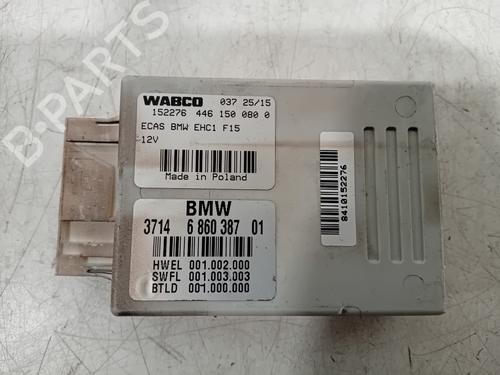 B-PARTS
WABCO 037 25/15
152276 446 150 080 0
ECAS BMW EHC1 F15
12V
Made in Poland
BMW
3714 6 860 387 01
HWEL 001.002.000
SWFL 001.003.003
BTLD 001.000.000
8410152276